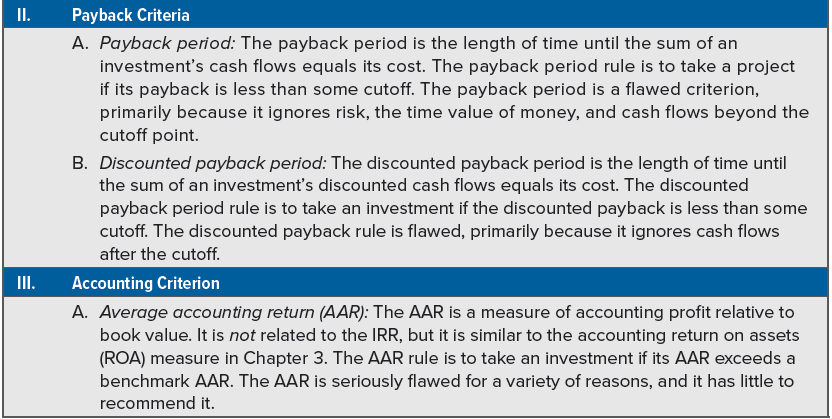 II. Payback Criteria
A. Payback period: The payback period is the length of time until the sum of an
investment's cash flows equals its cost. The payback period rule is to take a project
if its payback is less than some cutoff. The payback period is a flawed criterion,
primarily because it ignores risk, the time value of money, and cash flows beyond the
cutoff point.
B. Discounted payback period: The discounted payback period is the length of time until
the sum of an investment's discounted cash flows equals its cost. The discounted
payback period rule is to take an investment if the discounted payback is less than some
cutoff. The discounted payback rule is flawed, primarily because it ignores cash flows
after the cutoff.
III. Accounting Criterion
A. Average accounting return (AAR): The AAR is a measure of accounting profit relative to
book value. It is not related to the IRR, but it is similar to the accounting return on assets
(ROA) measure in Chapter 3. The AAR rule is to take an investment if its AAR exceeds a
benchmark AAR. The AAR is seriously flawed for a variety of reasons, and it has little to
recommend it.